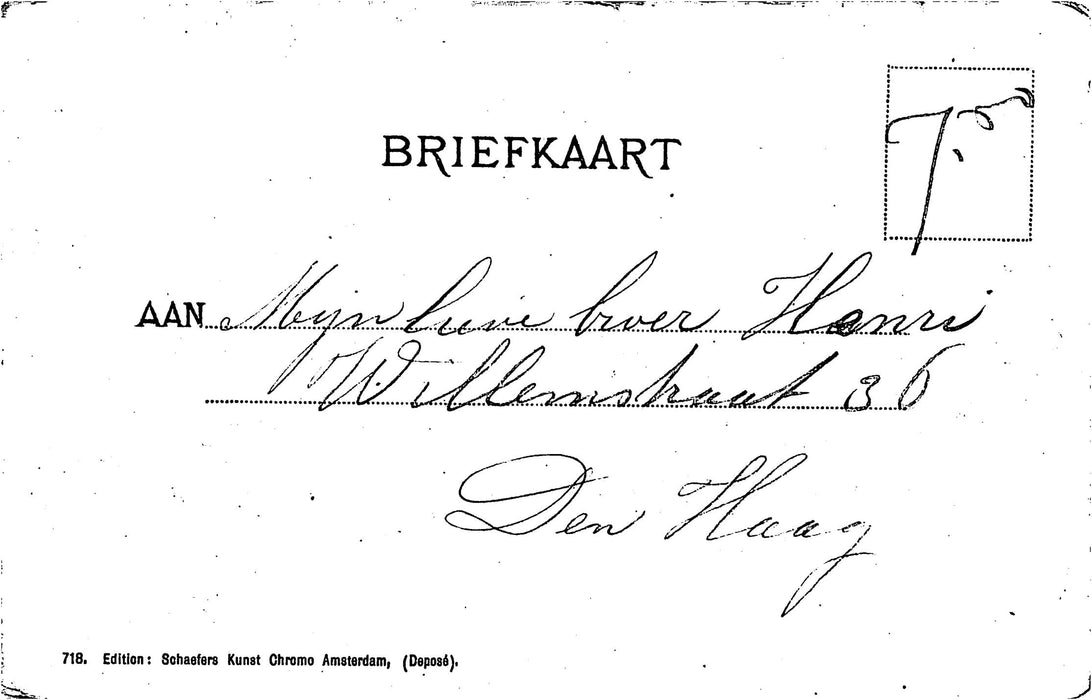 BRIEFKAART
AAN Mijn lieve broer Henri
Willemstraat 36
Den Haag
718. Edition: Schaefers Kunst Chromo Amsterdam, (Deposé).